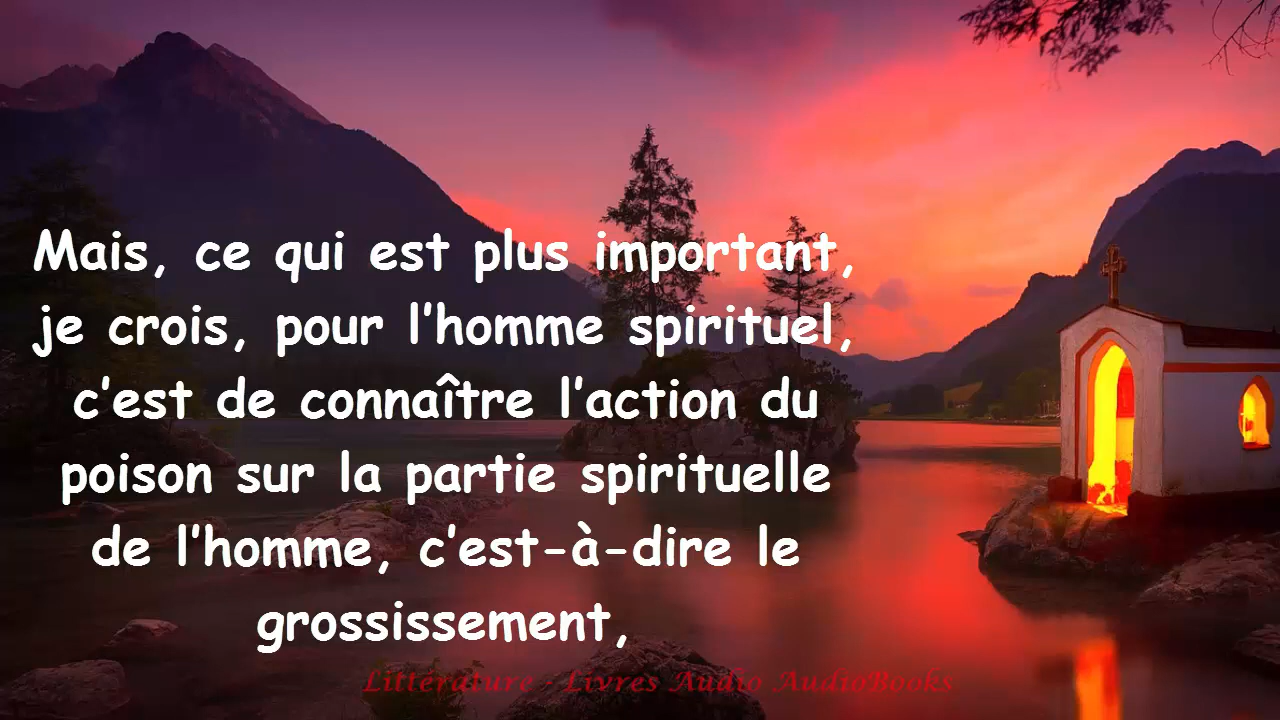 Mais, ce qui est plus important,
je crois, pour l'homme spirituel,
c'est de connaître l'action du
poison sur la partie spirituelle
de l'homme, c'est-à-dire le
grossissement,
Littérature - Livres Audio AudioBooks